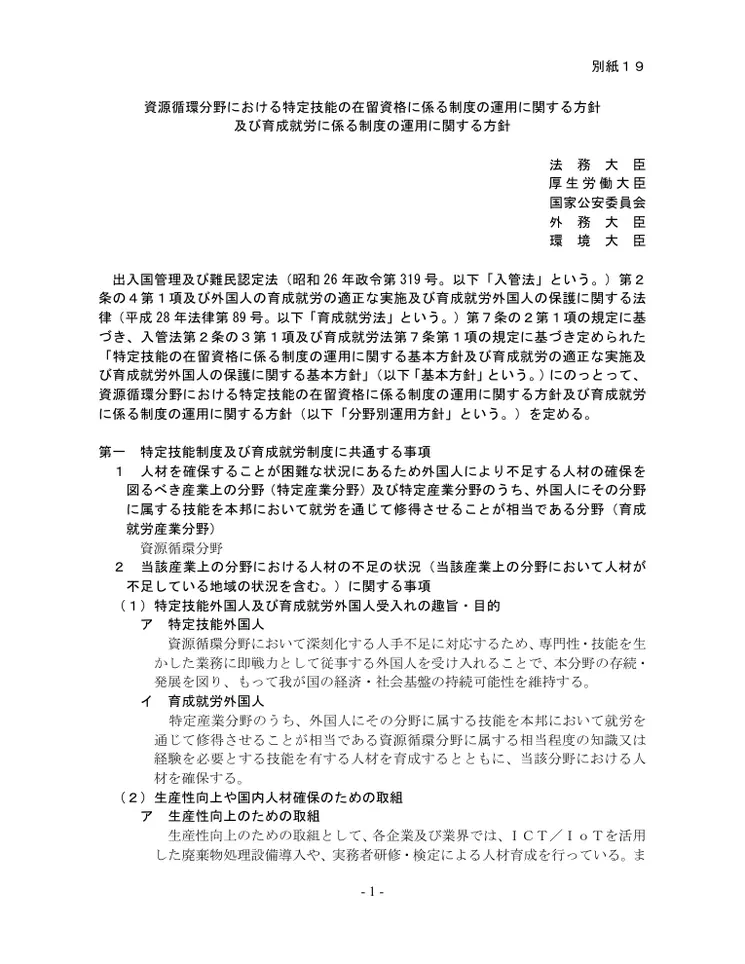 別紙１９
資源循環分野における特定技能の在留資格に係る制度の運用に関する方針
及び育成就労に係る制度の運用に関する方針
法務大臣
厚生労働大臣
国家公安委員会
外務大臣
環境大臣
出入国管理及び難民認定法（昭和 26 年政令第 319 号。以下「入管法」という。）第２
条の４第１項及び外国人の育成就労の適正な実施及び育成就労外国人の保護に関する法
律（平成 28 年法律第 89 号。以下「育成就労法」という。）第７条の２第１項の規定に基
づき、入管法第２条の３第１項及び育成就労法第７条第１項の規定に基づき定められた
「特定技能の在留資格に係る制度の運用に関する基本方針及び育成就労の適正な実施及
び育成就労外国人の保護に関する基本方針」（以下「基本方針」という。）にのっとって、
資源循環分野における特定技能の在留資格に係る制度の運用に関する方針及び育成就労
に係る制度の運用に関する方針（以下「分野別運用方針」という。）を定める。
第一　特定技能制度及び育成就労制度に共通する事項
１　人材を確保することが困難な状況にあるため外国人により不足する人材の確保を
図るべき産業上の分野（特定産業分野）及び特定産業分野のうち、外国人にその分野
に属する技能を本邦において就労を通じて修得させることが相当である分野（育成
就労産業分野）
資源循環分野
２　当該産業上の分野における人材の不足の状況（当該産業上の分野において人材が
不足している地域の状況を含む。）に関する事項
（１）特定技能外国人及び育成就労外国人受入れの趣旨・目的
ア　特定技能外国人
資源循環分野において深刻化する人手不足に対応するため、専門性・技能を生
かした業務に即戦力として従事する外国人を受け入れることで、本分野の存続・
発展を図り、もって我が国の経済・社会基盤の持続可能性を維持する。
イ　育成就労外国人
特定産業分野のうち、外国人にその分野に属する技能を本邦において就労を
通じて修得させることが相当である資源循環分野に属する相当程度の知識又は
経験を必要とする技能を有する人材を育成するとともに、当該分野における人
材を確保する。
（２）生産性向上や国内人材確保のための取組
ア　生産性向上のための取組
生産性向上のための取組として、各企業及び業界では、ＩＣＴ／ＩｏＴを活用
した廃棄物処理設備導入や、実務者研修・検定による人材育成を行っている。ま
- 1 -